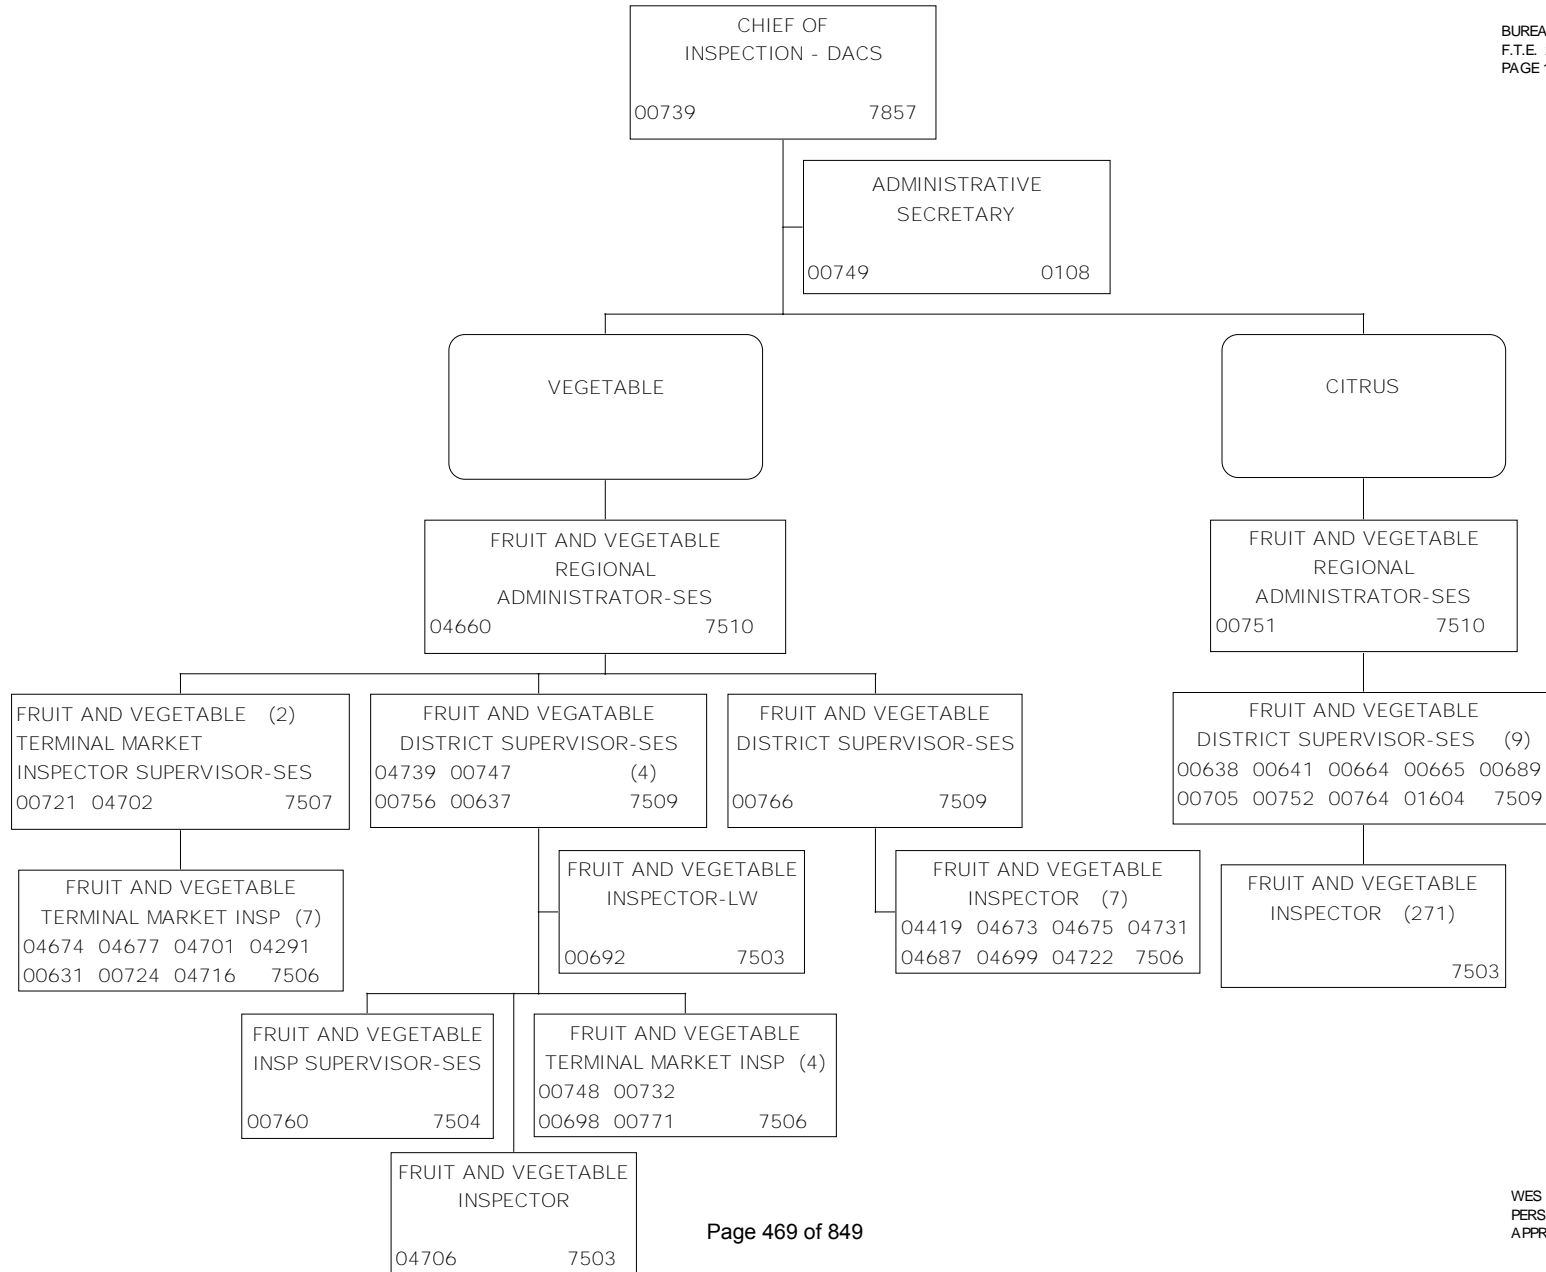 CHIEF OF
INSPECTION - DACS
00739 7857
BUREA
F.T.E.
PAGE 1
ADMINISTRATIVE
SECRETARY
00749 0108
VEGETABLE
CITRUS
FRUIT AND VEGETABLE
REGIONAL
ADMINISTRATOR-SES
04660 7510
FRUIT AND VEGETABLE
REGIONAL
ADMINISTRATOR-SES
00751 7510
FRUIT AND VEGETABLE (2)
TERMINAL MARKET
INSPECTOR SUPERVISOR-SES
00721 04702 7507
FRUIT AND VEGATABLE
DISTRICT SUPERVISOR-SES
04739 00747 (4)
00756 00637 7509
FRUIT AND VEGETABLE
DISTRICT SUPERVISOR-SES
00766 7509
FRUIT AND VEGETABLE
DISTRICT SUPERVISOR-SES (9)
00638 00641 00664 00665 00689
00705 00752 00764 01604 7509
FRUIT AND VEGETABLE
TERMINAL MARKET INSP (7)
04674 04677 04701 04291
00631 00724 04716 7506
FRUIT AND VEGETABLE
INSPECTOR-LW
00692 7503
FRUIT AND VEGETABLE
INSPECTOR (7)
04419 04673 04675 04731
04687 04699 04722 7506
FRUIT AND VEGETABLE
INSPECTOR (271)
7503
FRUIT AND VEGETABLE
INSP SUPERVISOR-SES
00760 7504
FRUIT AND VEGETABLE
TERMINAL MARKET INSP (4)
00748 00732
00698 00771 7506
FRUIT AND VEGETABLE
INSPECTOR
04706 7503
Page 469 of 849
WES
PERS
APPR